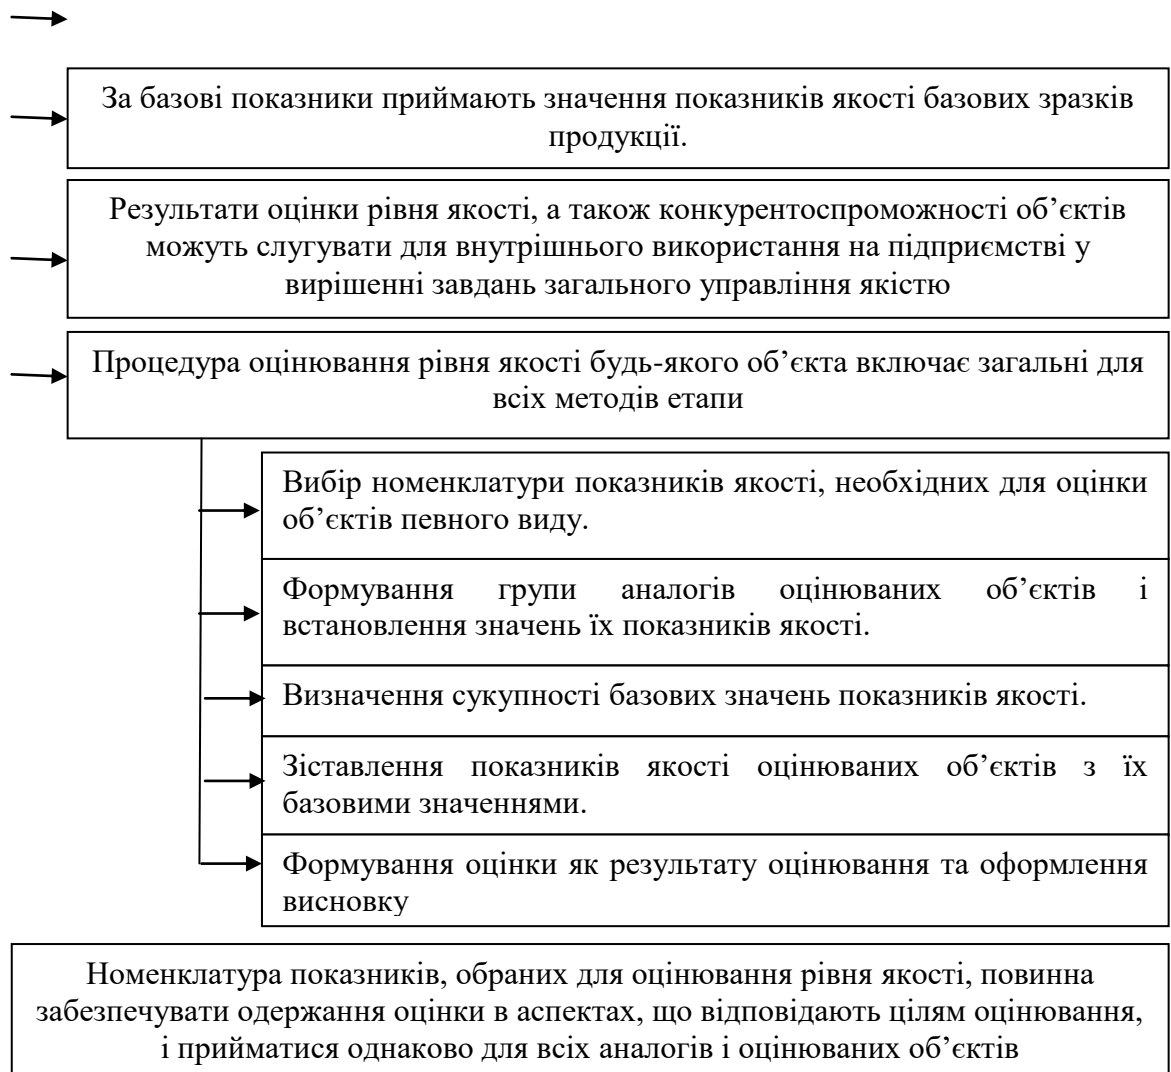 За базові показники приймають значення показників якості базових зразків
продукції.
Результати оцінки рівня якості, а також конкурентоспроможності об’єктів
можуть слугувати для внутрішнього використання на підприємстві у
вирішенні завдань загального управління якістю
Процедура оцінювання рівня якості будь-якого об’єкта включає загальні для
всіх методів етапи
Вибір номенклатури показників якості, необхідних для оцінки
об’єктів певного виду.
Формування групи аналогів оцінюваних об’єктів і
встановлення значень їх показників якості.
Визначення сукупності базових значень показників якості.
Зіставлення показників якості оцінюваних об’єктів з їх
базовими значеннями.
Формування оцінки як результату оцінювання та оформлення
висновку
Номенклатура показників, обраних для оцінювання рівня якості, повинна
забезпечувати одержання оцінки в аспектах, що відповідають цілям оцінювання,
і прийматися однаково для всіх аналогів і оцінюваних об’єктів